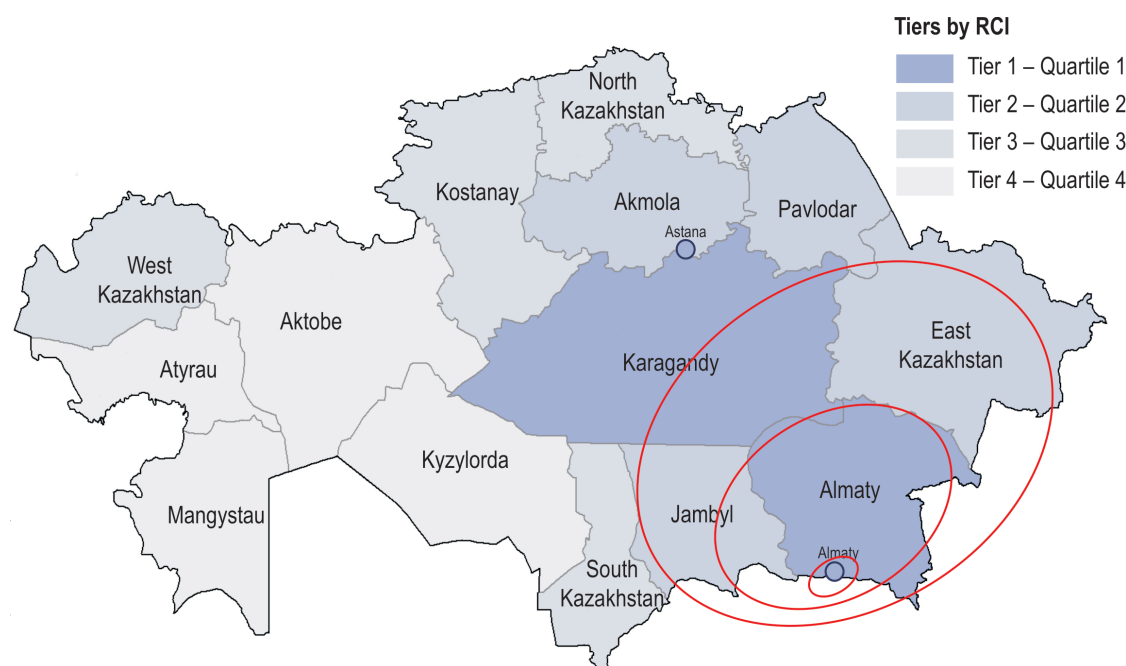 Tiers by RCI
Tier 1 – Quartile 1
Tier 2 – Quartile 2
Tier 3 – Quartile 3
Tier 4 – Quartile 4
North
Kazakhstan
Kostanay
Akmola
Pavlodar
Astana
West
Kazakhstan
Aktobe
East
Kazakhstan
Atyrau
Karagandy
Kyzylorda
Almaty
Mangystau
Jambyl
Almaty
South
Kazakhstan